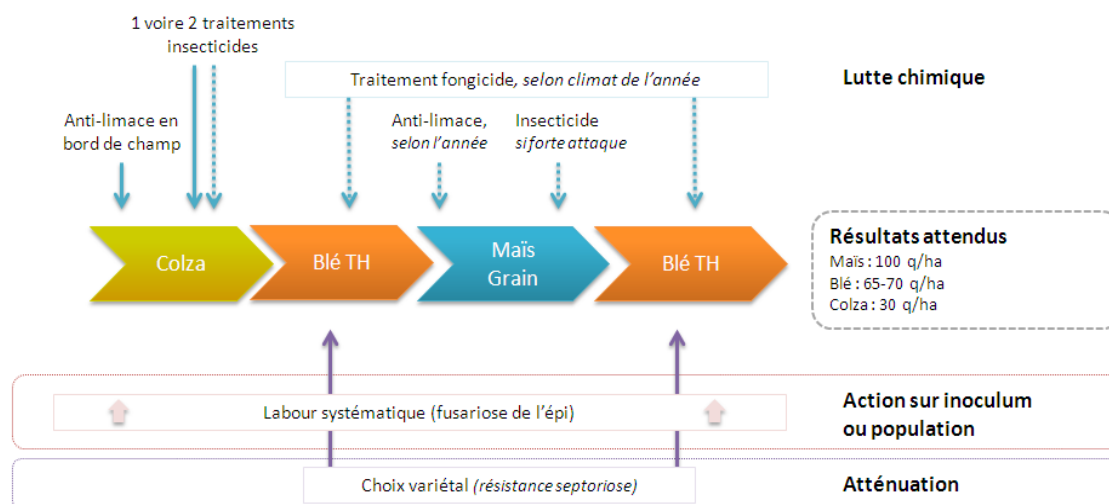 1 voire 2 traitements
insecticides
Traitement fongicide, selon climat de l'année
Lutte chimique
Anti-limace en
bord de champ
Anti-limace,
selon l'année
Insecticide
si forte attaque
Colza
Blé TH
Maïs
Grain
Blé TH
Résultats attendus
Maïs : 100 q/ha
Blé : 65-70 q/ha
Colza : 30 q/ha
Labour systématique (fusariose de l'épi)
Action sur inoculum
ou population
Choix variétal (résistance septoriose)
Atténuation